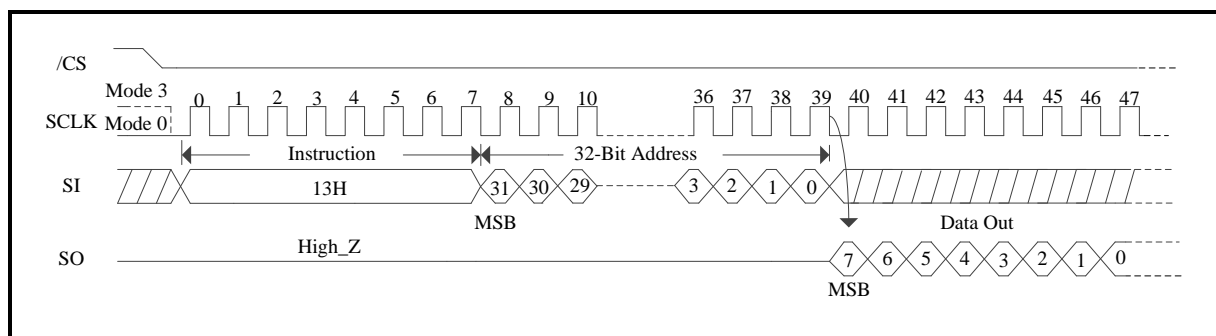 /CS
Mode 3
0 1 2 3 4 5 6 7 8 9 10 36 37 38 39 40 41 42 43 44 45 46 47
SCLK Mode 0
Instruction 32-Bit Address
SI 13H 31 30 29 3 2 1 0
MSB Data Out
High_Z
SO 7 6 5 4 3 2 1 0
MSB